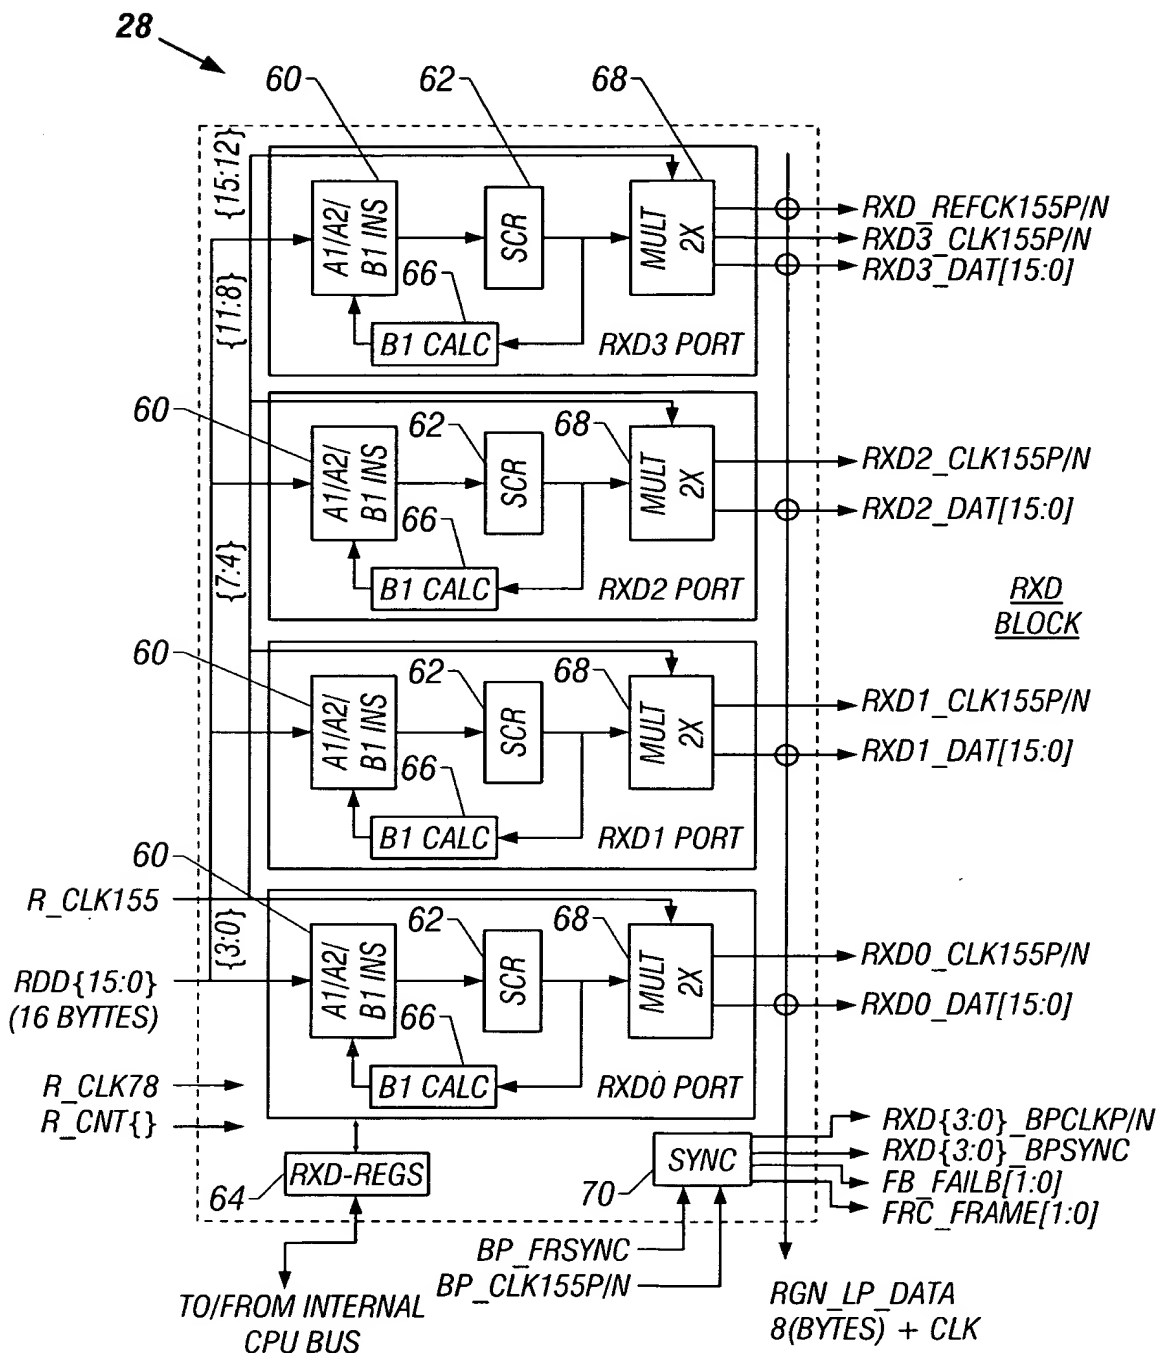 28
60
62
68
{15:12}
A1/A2/
B1 INS
SCR
MULT
2X
RXD_REFCK155P/N
RXD3_CLK155P/N
RXD3_DAT[15:0]
{11:8}
66
B1 CALC
RXD3 PORT
60
62
68
A1/A2/
B1 INS
SCR
MULT
2X
RXD2_CLK155P/N
RXD2_DAT[15:0]
{7:4}
66
B1 CALC
RXD2 PORT
RXD
BLOCK
60
62
68
A1/A2/
B1 INS
SCR
MULT
2X
RXD1_CLK155P/N
RXD1_DAT[15:0]
66
B1 CALC
RXD1 PORT
60
R_CLK155
62
68
{3:0}
A1/A2/
B1 INS
SCR
MULT
2X
RXD0_CLK155P/N
RXD0_DAT[15:0]
RDD{15:0}
(16 BYTTES)
66
B1 CALC
RXD0 PORT
R_CLK78
R_CNT{}
RXD-REGS
64
SYNC
70
RXD{3:0}_BPCLKP/N
RXD{3:0}_BPSYNC
FB_FAILB[1:0]
FRC_FRAME[1:0]
BP_FRSYNC
BP_CLK155P/N
TO/FROM INTERNAL
CPU BUS
RGN_LP_DATA
8(BYTES) + CLK